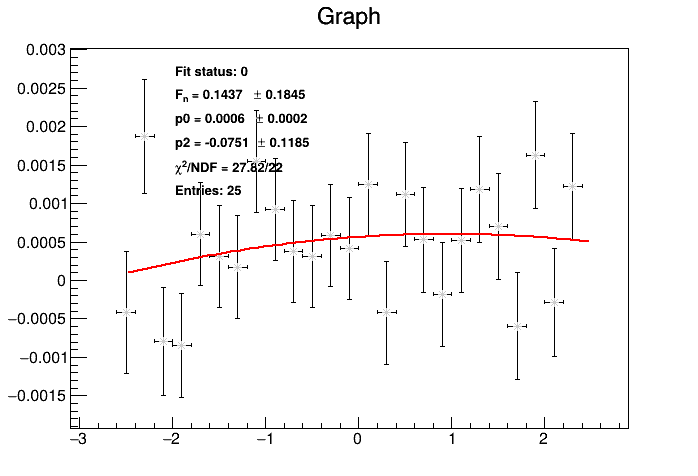 Graph
0.003
0.0025
0.002
0.0015
0.001
0.0005
0
−0.0005
−0.001
−0.0015
Fit status: 0
Fn = 0.1437 ± 0.1845
p0 = 0.0006 ± 0.0002
p2 = -0.0751 ± 0.1185
χ²/NDF = 27.82/22
Entries: 25
−3 −2 −1 0 1 2